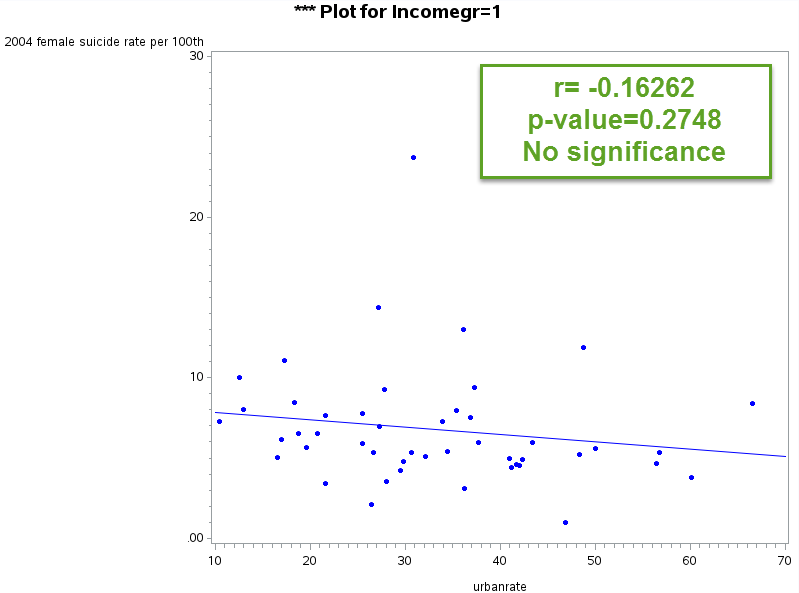 *** Plot for Incomegr=1
2004 female suicide rate per 100th
30
r= -0.16262
p-value=0.2748
No significance
20
10
.00
10 20 30 40 50 60 70
urbanrate